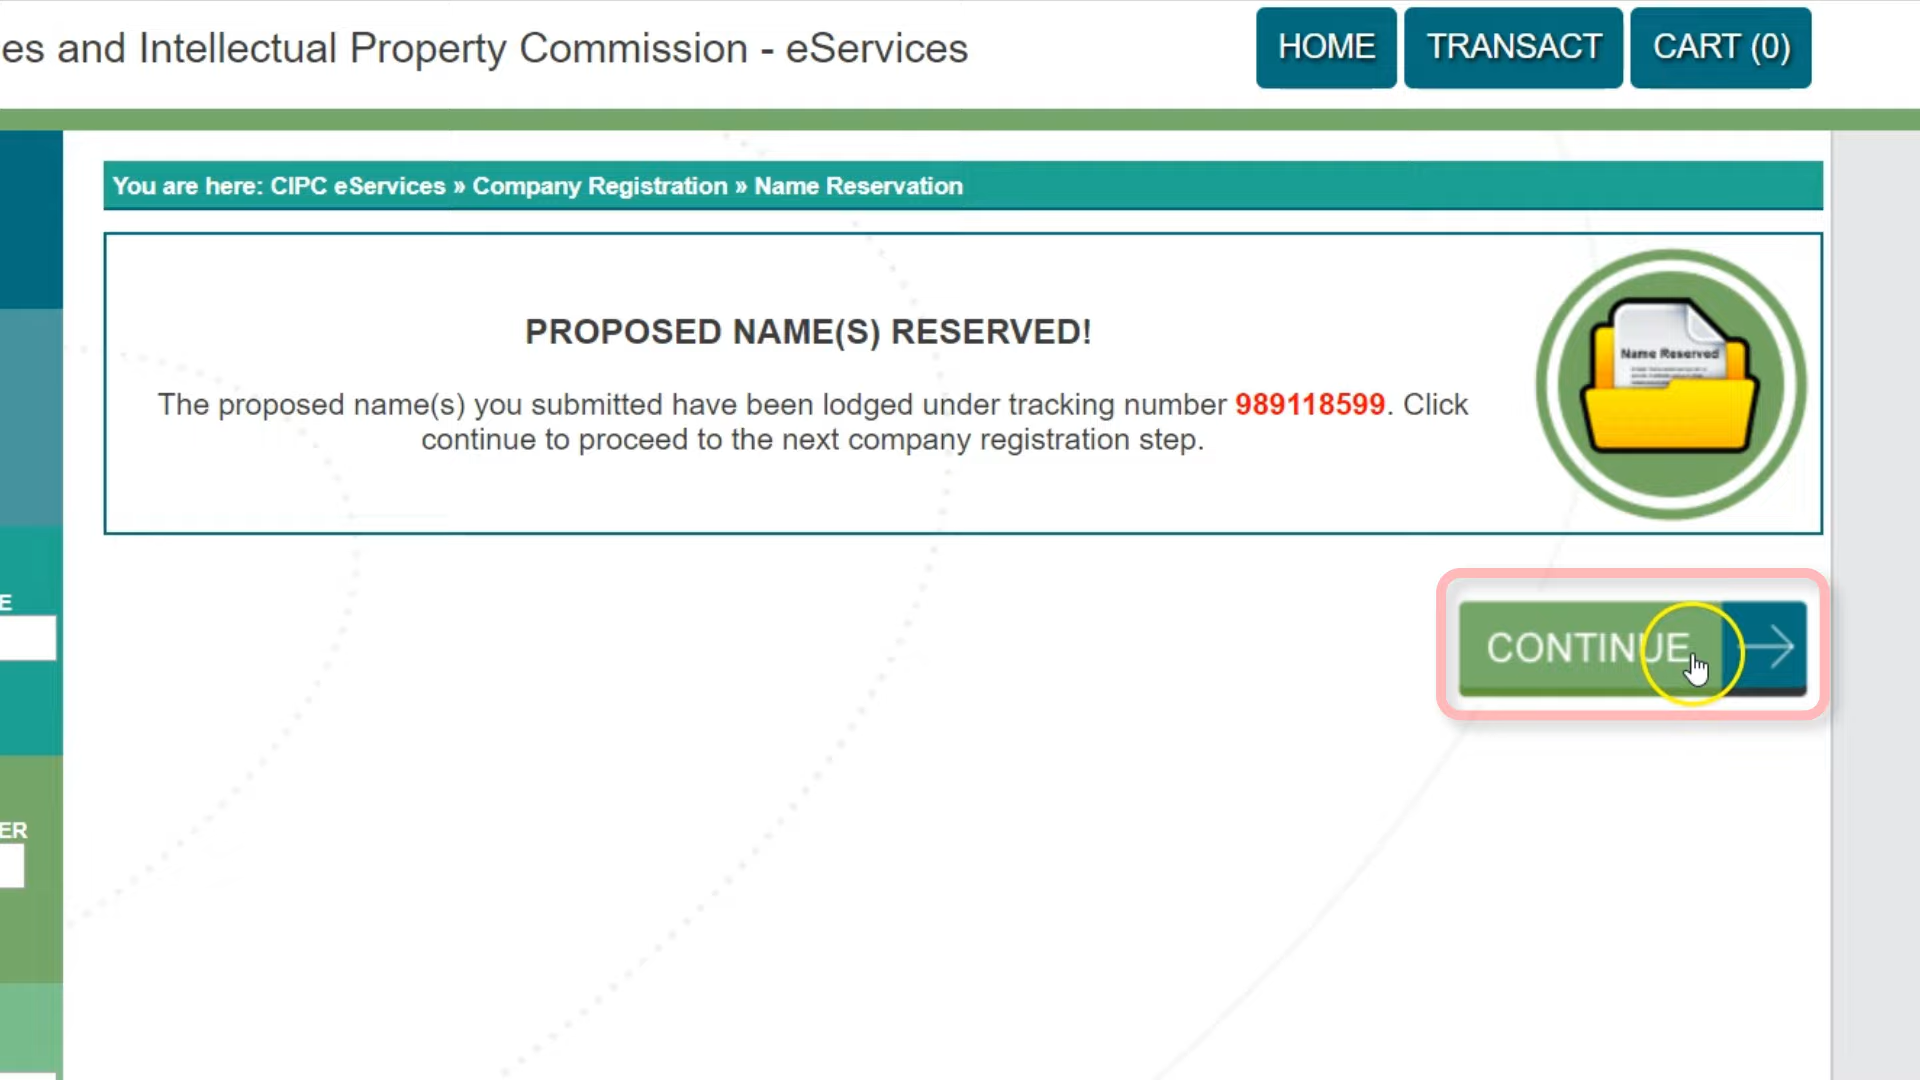 es and Intellectual Property Commission - eServices
HOME
TRANSACT
CART (0)
You are here: CIPC eServices » Company Registration » Name Reservation
PROPOSED NAME(S) RESERVED!
The proposed name(s) you submitted have been lodged under tracking number 989118599. Click
continue to proceed to the next company registration step.
Name Reserved
CONTINUE
E
ER